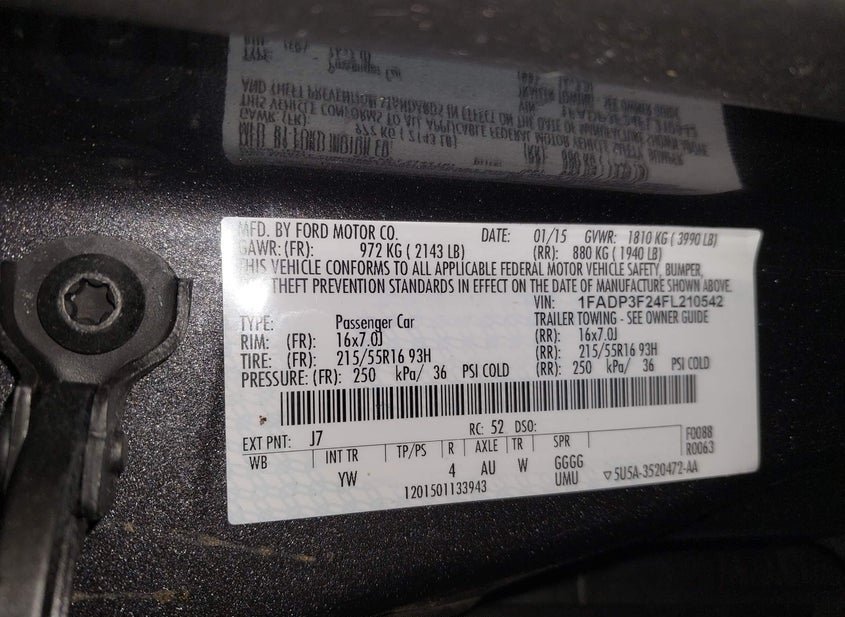 MFD. BY FORD MOTOR CO. DATE: 01/15 GVWR: 1810 KG ( 3990 LB)
GAWR: (FR): 972 KG ( 2143 LB) (RR): 880 KG ( 1940 LB)
THIS VEHICLE CONFORMS TO ALL APPLICABLE FEDERAL MOTOR VEHICLE SAFETY, BUMPER,
THEFT PREVENTION STANDARDS IN EFFECT ON THE DATE OF MANUFACTURE SHOWN ABOVE.
VIN: 1FADP3F24FL210542
TYPE: Passenger Car TRAILER TOWING - SEE OWNER GUIDE
RIM: (FR): 16x7.0J (RR): 16x7.0J
TIRE: (FR): 215/55R16 93H (RR): 215/55R16 93H
PRESSURE: (FR): 250 kPa/ 36 PSI COLD (RR): 250 kPa/ 36 PSI COLD
EXT PNT: J7 RC: 52 DSO: F0088
R0063
WB INT TR TP/PS R AXLE TR SPR
YW 4 AU W GGGG
UMU ▽5U5A-3520472-AA
1201501133943